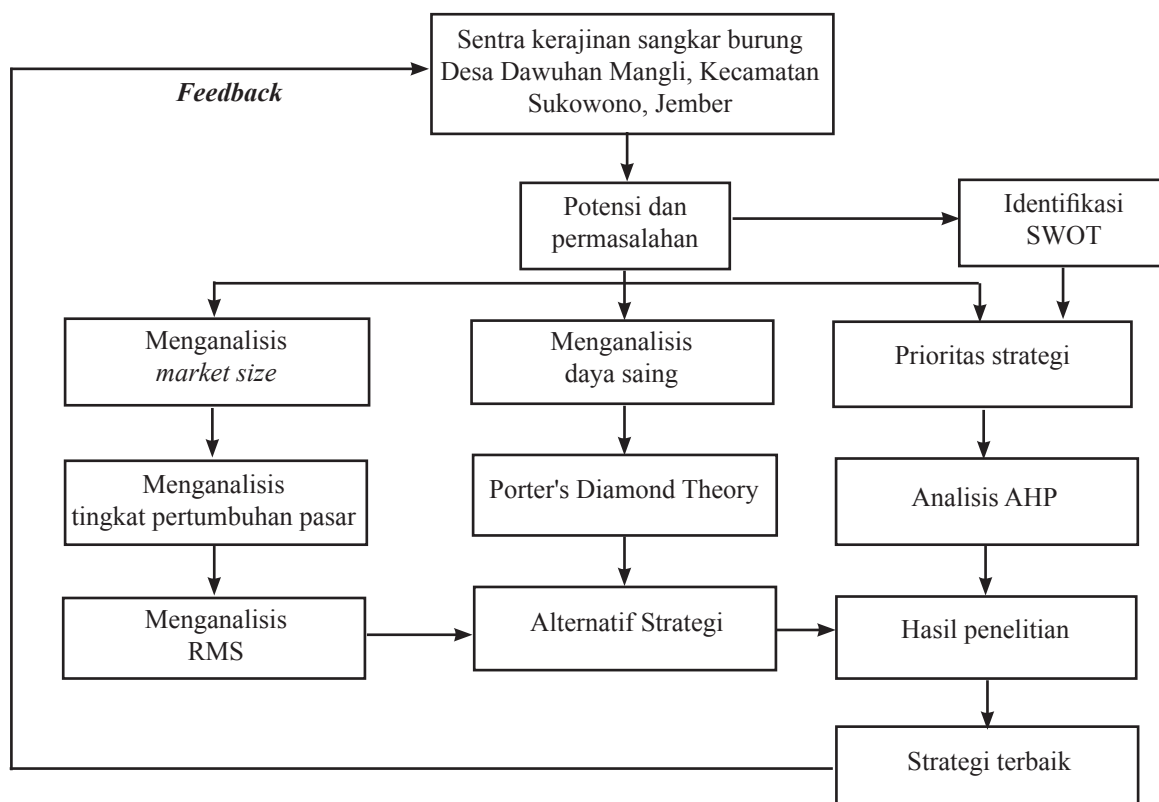 Sentra kerajinan sangkar burung
Desa Dawuhan Mangli, Kecamatan
Sukowono, Jember
Feedback
Potensi dan
permasalahan
Identifikasi
SWOT
Menganalisis
market size
Menganalisis
daya saing
Prioritas strategi
Menganalisis
tingkat pertumbuhan pasar
Porter's Diamond Theory
Analisis AHP
Menganalisis
RMS
Alternatif Strategi
Hasil penelitian
Strategi terbaik